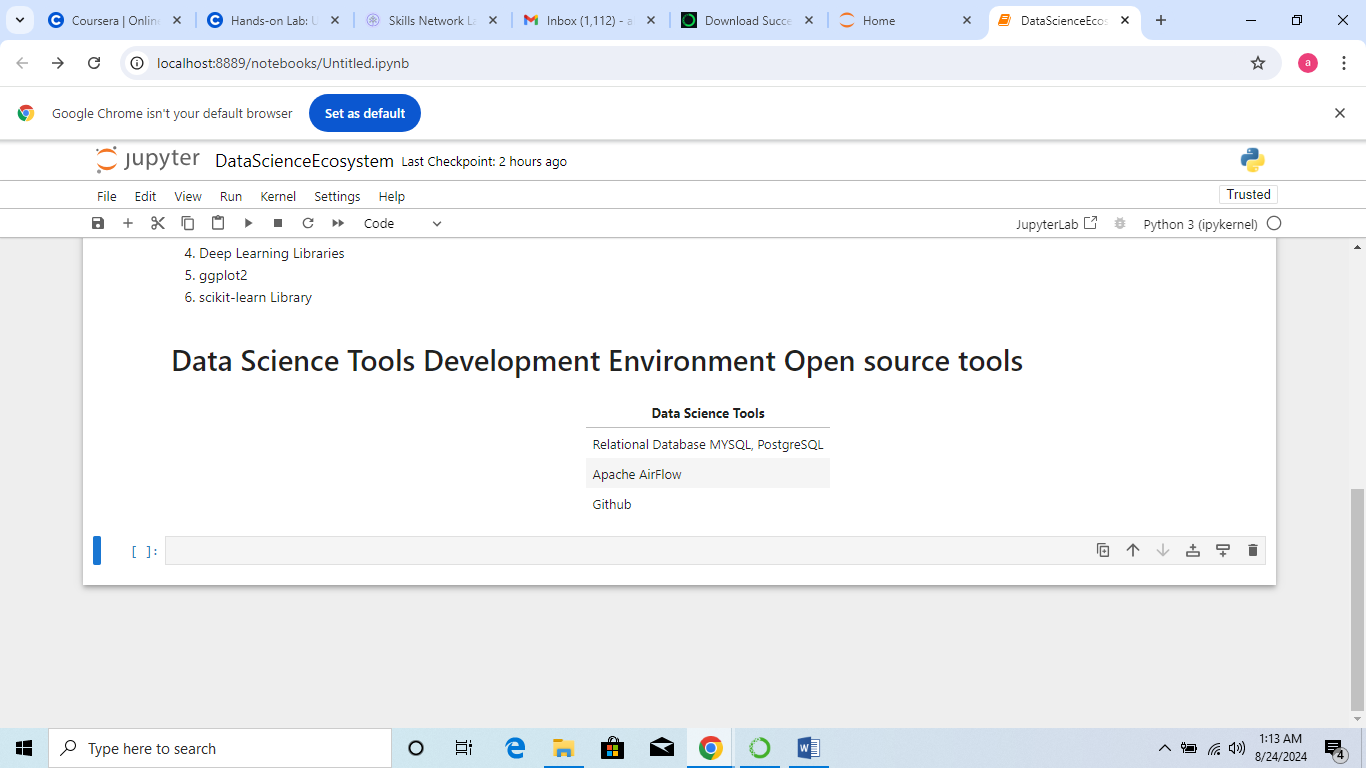 Coursera | Online
Hands-on Lab: U
Skills Network La
Inbox (1,112) - a
Download Succe
Home
DataScienceEcos
localhost:8889/notebooks/Untitled.ipynb
a
Google Chrome isn't your default browser
Set as default
jupyter DataScienceEcosystem Last Checkpoint: 2 hours ago
File Edit View Run Kernel Settings Help
Trusted
Code
JupyterLab
Python 3 (ipykernel)
4. Deep Learning Libraries
5. ggplot2
6. scikit-learn Library
Data Science Tools Development Environment Open source tools
Data Science Tools
Relational Database MYSQL, PostgreSQL
Apache AirFlow
Github
[ ]:
Type here to search
1:13 AM
8/24/2024
4